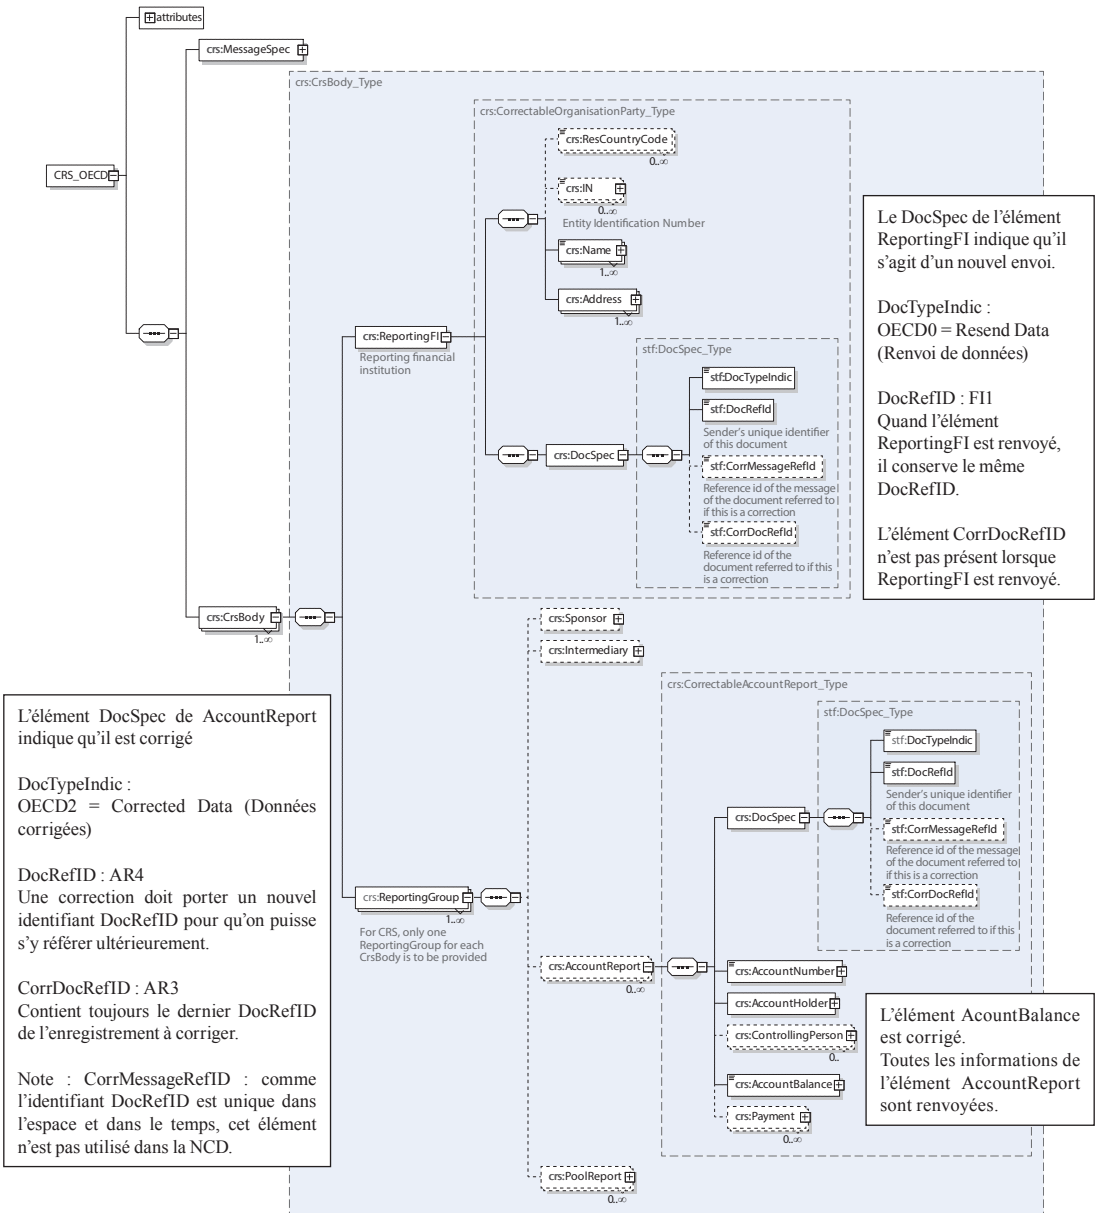 attributes
crs:MessageSpec
crs:CrsBody_Type
crs:CorrectableOrganisationParty_Type
crs:ResCountryCode
0..∞
CRS_OECD
crs:IN
0..∞
Entity Identification Number
crs:Name
1..∞
crs:Address
1..∞
crs:ReportingFI
Reporting financial
institution
stf:DocSpec_Type
stf:DocTypeIndic
stf:DocRefId
Sender's unique identifier
of this document
crs:DocSpec
stf:CorrMessageRefId
Reference id of the message
of the document referred to
if this is a correction
stf:CorrDocRefId
Reference id of the
document referred to if this
is a correction
Le DocSpec de l'élément
ReportingFI indique qu'il
s'agit d'un nouvel envoi.
DocTypeIndic :
OECD0 = Resend Data
(Renvoi de données)
DocRefID : FI1
Quand l'élément
ReportingFI est renvoyé,
il conserve le même
DocRefID.
L'élément CorrDocRefID
n'est pas présent lorsque
ReportingFI est renvoyé.
crs:CrsBody
1..∞
crs:Sponsor
crs:Intermediary
L'élément DocSpec de AccountReport
indique qu'il est corrigé
DocTypeIndic :
OECD2 = Corrected Data (Données
corrigées)
DocRefID : AR4
Une correction doit porter un nouvel
identifiant DocRefID pour qu'on puisse
s'y référer ultérieurement.
CorrDocRefID : AR3
Contient toujours le dernier DocRefID
de l'enregistrement à corriger.
Note : CorrMessageRefID : comme
l'identifiant DocRefID est unique dans
l'espace et dans le temps, cet élément
n'est pas utilisé dans la NCD.
crs:CorrectableAccountReport_Type
stf:DocSpec_Type
stf:DocTypeIndic
stf:DocRefId
Sender's unique identifier
of this document
crs:DocSpec
stf:CorrMessageRefId
Reference id of the message
of the document referred to
if this is a correction
stf:CorrDocRefId
Reference id of the
document referred to if this
is a correction
crs:ReportingGroup
1..∞
For CRS, only one
ReportingGroup for each
CrsBody is to be provided
crs:AccountReport
0..∞
crs:AccountNumber
crs:AccountHolder
crs:ControllingPerson
0..
crs:AccountBalance
crs:Payment
0..∞
L'élément AcountBalance
est corrigé.
Toutes les informations de
l'élément AccountReport
sont renvoyées.
crs:PoolReport
0..∞